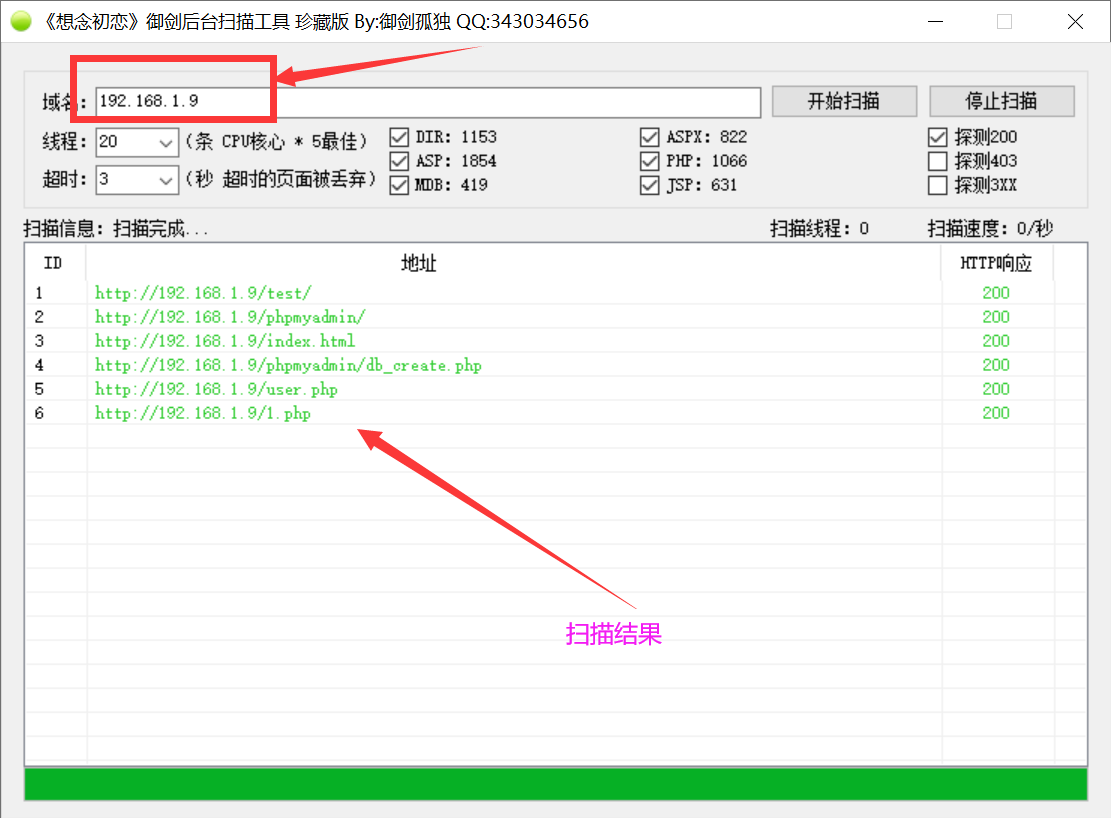 《想念初恋》御剑后台扫描工具 珍藏版 By:御剑孤独 QQ:343034656
域名: 192.168.1.9 开始扫描 停止扫描
线程: 20 (条 CPU核心 * 5最佳) DIR: 1153 ASPX: 822 探测200
ASP: 1854 PHP: 1066 探测403
超时: 3 (秒 超时的页面被丢弃) MDB: 419 JSP: 631 探测3XX
扫描信息: 扫描完成... 扫描线程: 0 扫描速度: 0/秒
ID 地址 HTTP响应
1 http://192.168.1.9/test/ 200
2 http://192.168.1.9/phpmyadmin/ 200
3 http://192.168.1.9/index.html 200
4 http://192.168.1.9/phpmyadmin/db_create.php 200
5 http://192.168.1.9/user.php 200
6 http://192.168.1.9/1.php 200
扫描结果